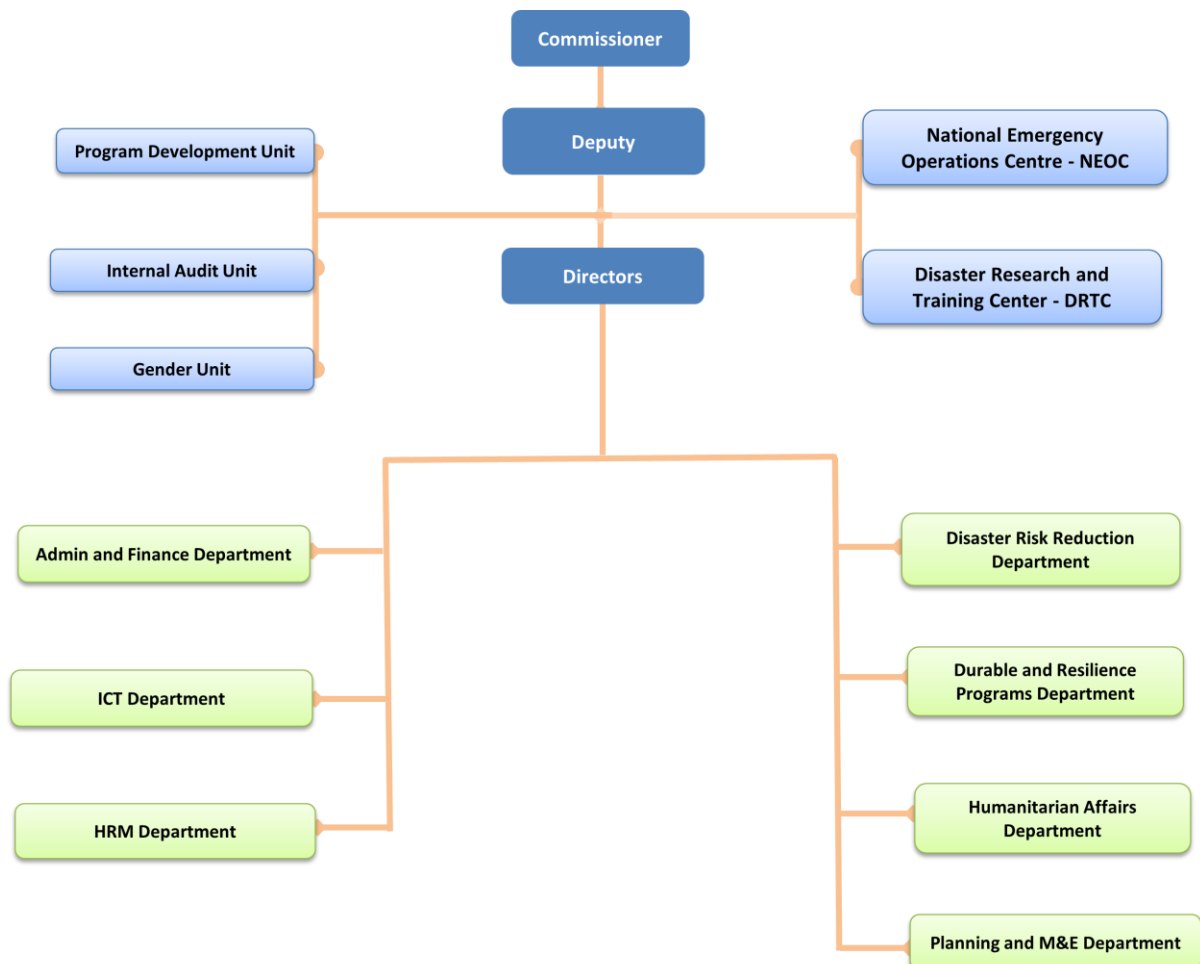 Commissioner
Deputy
Directors
Program Development Unit
Internal Audit Unit
Gender Unit
National Emergency
Operations Centre - NEOC
Disaster Research and
Training Center - DRTC
Admin and Finance Department
ICT Department
HRM Department
Disaster Risk Reduction
Department
Durable and Resilience
Programs Department
Humanitarian Affairs
Department
Planning and M&E Department